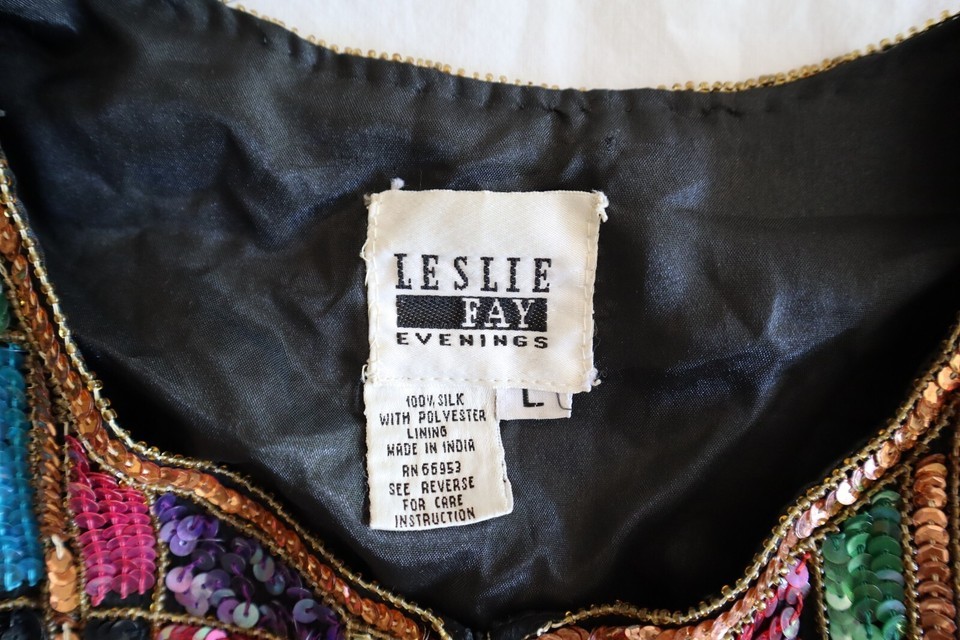 LESLIE
FAY
EVENINGS
L
100% SILK
WITH POLYESTER
LINING
MADE IN INDIA
RN 66953
SEE REVERSE
FOR CARE
INSTRUCTION